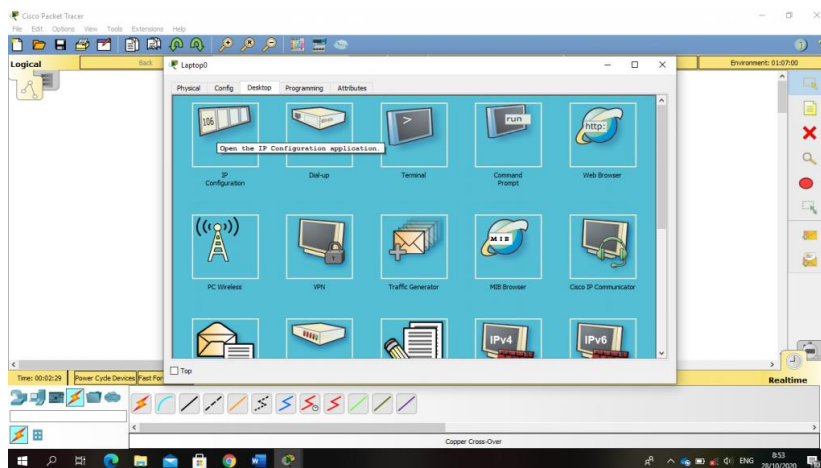 Cisco Packet Tracer
File Edit Options View Tools Extensions Help
Logical
Back
Environment: 01:07:00
Laptop0
Physical Config Desktop Programming Attributes
106
run
http:
Open the IP Configuration application.
IP Configuration
Dial-up
Terminal
Command Prompt
Web Browser
MIB
PC Wireless
VPN
Traffic Generator
MIB Browser
Cisco IP Communicator
IPv4
IPv6
Top
Time: 00:02:29
Power Cycle Devices
Fast For
Realtime
Copper Cross-Over
ENG
8:53
28/10/2020